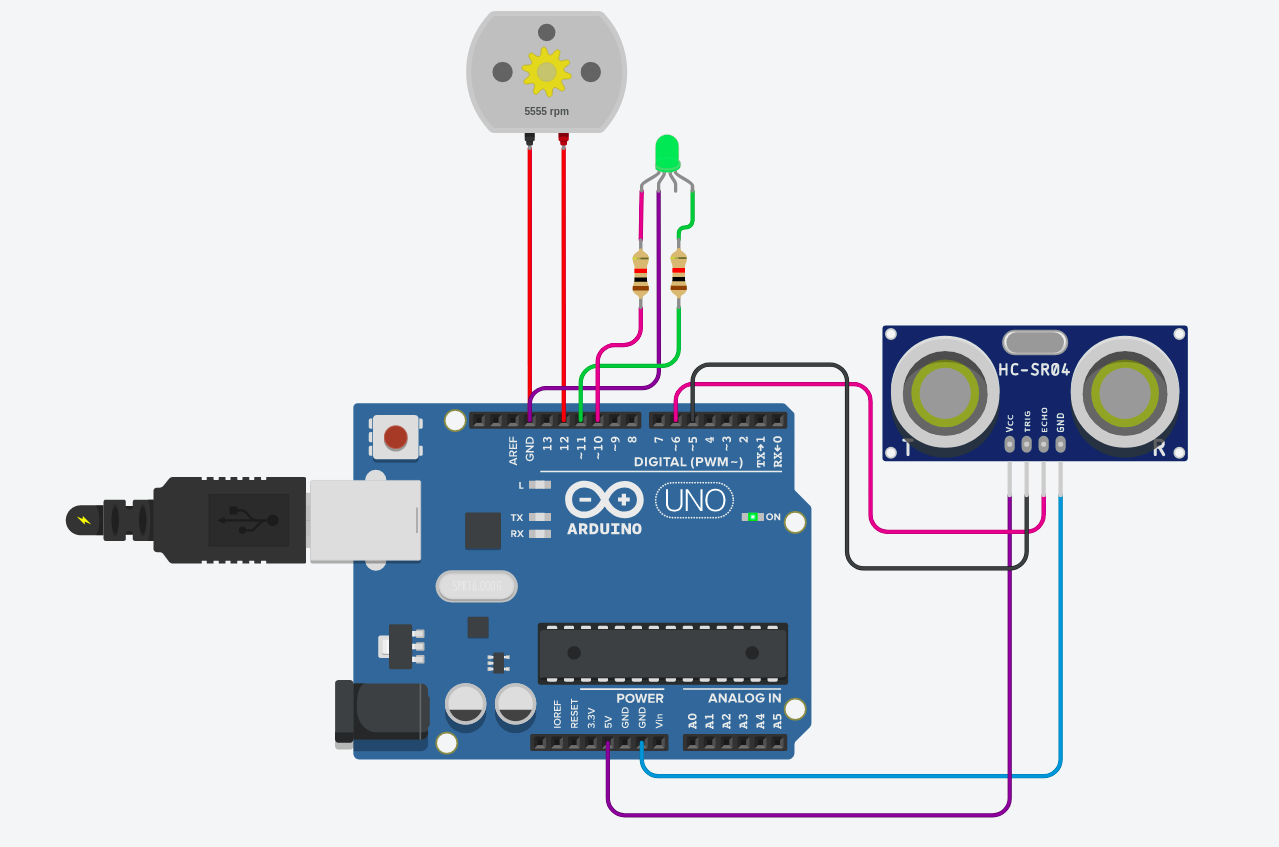 5555 rpm
HC-SR04
Vcc
TRIG
ECHO
GND
T
R
AREF
GND
13
12
~11
~10
~9
8
7
~6
~5
4
~3
2
TX→1
RX←0
DIGITAL (PWM~)
L
TX
RX
ARDUINO
UNO
ON
POWER
ANALOG IN
IOREF
RESET
3.3V
5V
GND
GND
Vin
A0
A1
A2
A3
A4
A5